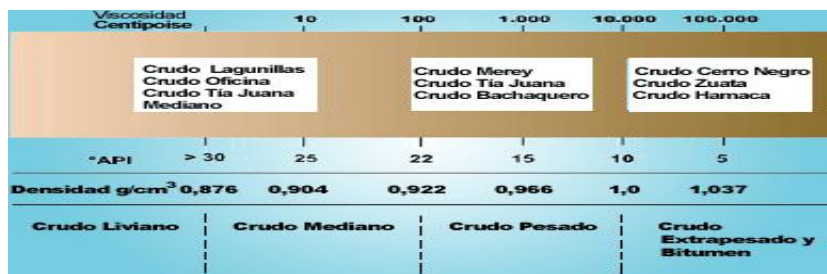 Viscosidad
Centipoise 10 100 1.000 10.000 100.000
Crudo Lagunillas
Crudo Oficina
Crudo Tía Juana
Mediano
Crudo Merey
Crudo Tía Juana
Crudo Bachaquero
Crudo Cerro Negro
Crudo Zuata
Crudo Hamaca
°API > 30 25 22 15 10 5
Densidad g/cm³ 0,876 0,904 0,922 0,966 1,0 1,037
Crudo Liviano
Crudo Mediano
Crudo Pesado
Crudo
Extrapesado y
Bitumen